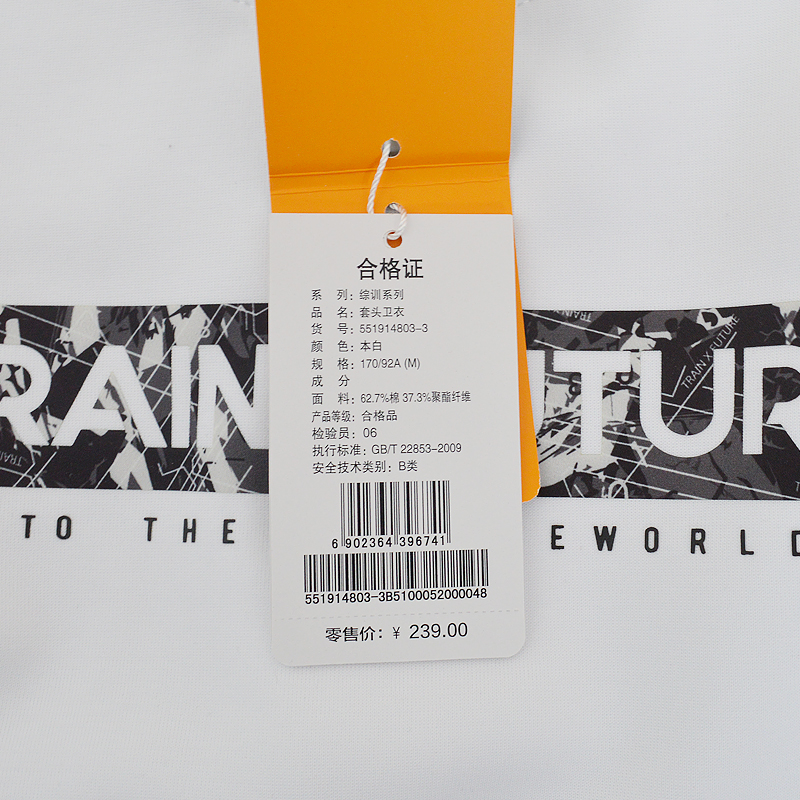 合格证
系 列：综训系列
品 名：套头卫衣
货 号：551914803-3
颜 色：本白
规 格：170/92A (M)
成 分
面 料：62.7%棉 37.3%聚酯纤维
产品等级：合格品
检验员：06
执行标准：GB/T 22853-2009
安全技术类别：B类
6 902364 396741
551914803-3B5100052000048
零售价：¥ 239.00
RAIN
UTUR
TRAIN X FUTURE
TO THE
EWORLD